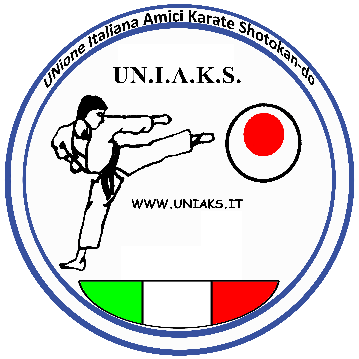 UNione Italiana Amici Karate Shotokan-do
UN.I.A.K.S.
WWW.UNIAKS.IT